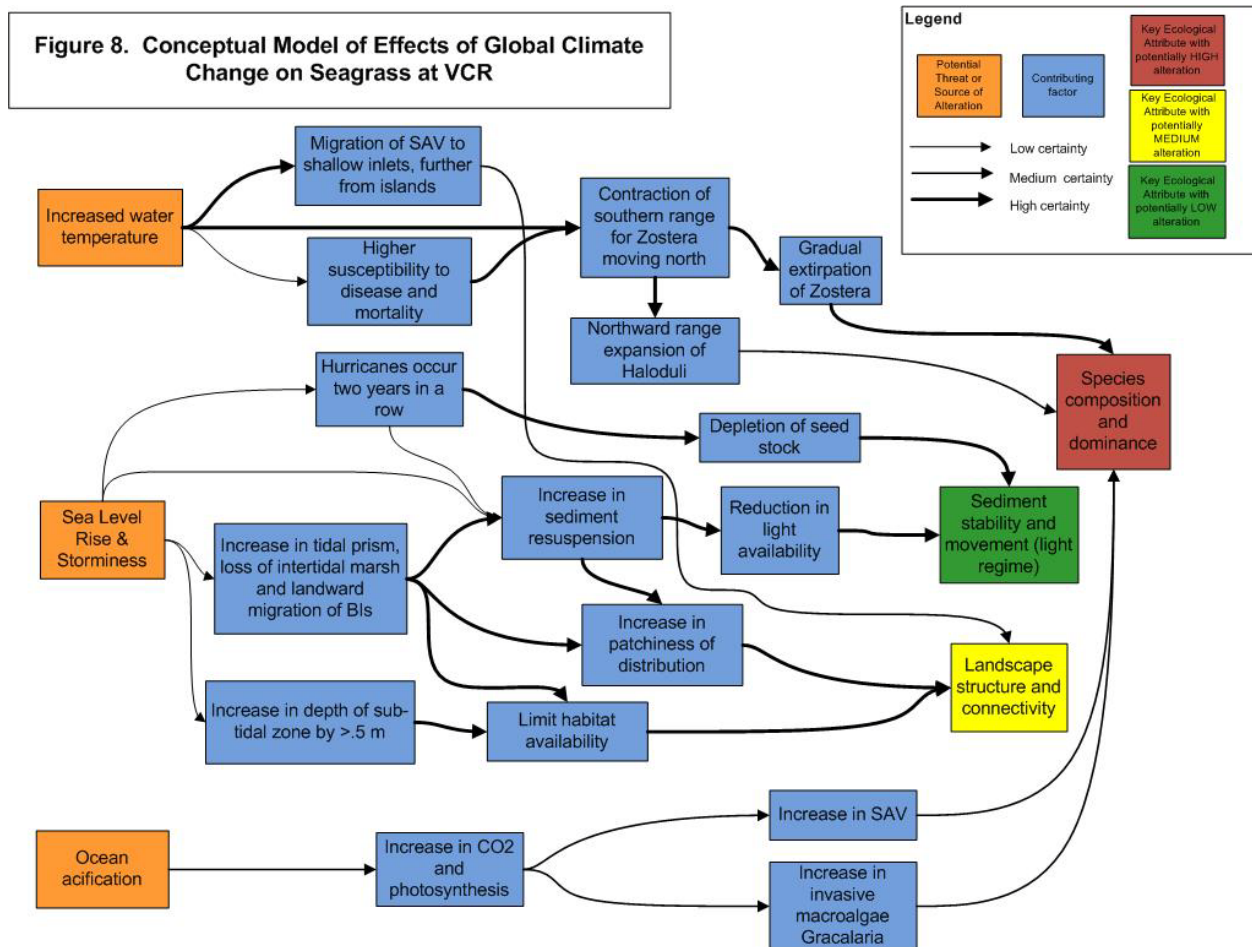 Figure 8. Conceptual Model of Effects of Global Climate
Change on Seagrass at VCR
Legend
Potential
Threat or
Source of
Alteration
Contributing
factor
Key Ecological
Attribute with
potentially HIGH
alteration
Key Ecological
Attribute with
potentially
MEDIUM
alteration
Key Ecological
Attribute with
potentially LOW
alteration
Low certainty
Medium certainty
High certainty
Increased water
temperature
Migration of SAV to
shallow inlets, further
from islands
Higher
susceptibility to
disease and
mortality
Contraction of
southern range
for Zostera
moving north
Gradual
extirpation
of Zostera
Northward range
expansion of
Haloduli
Species
composition
and
dominance
Hurricanes occur
two years in a
row
Depletion of seed
stock
Sea Level
Rise &
Storminess
Increase in tidal prism,
loss of intertidal marsh
and landward
migration of BIs
Increase in
sediment
resuspension
Reduction in
light
availability
Sediment
stability and
movement (light
regime)
Increase in
patchiness of
distribution
Landscape
structure and
connectivity
Increase in depth of sub-
tidal zone by >.5 m
Limit habitat
availability
Ocean
acification
Increase in CO2
and
photosynthesis
Increase in SAV
Increase in
invasive
macroalgae
Gracalaria